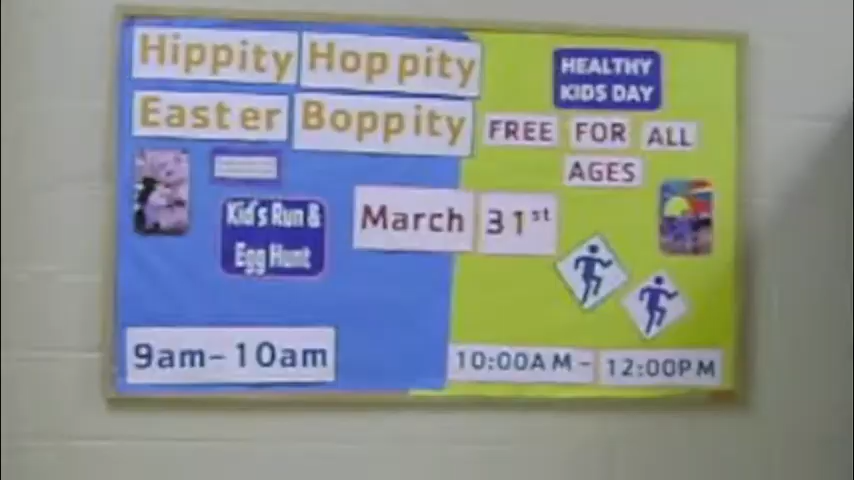 Hippity Hoppity
Easter Boppity
Kid's Run &
Egg Hunt
March 31st
9am-10am
HEALTHY
KIDS DAY
FREE FOR ALL
AGES
10:00AM- 12:00PM